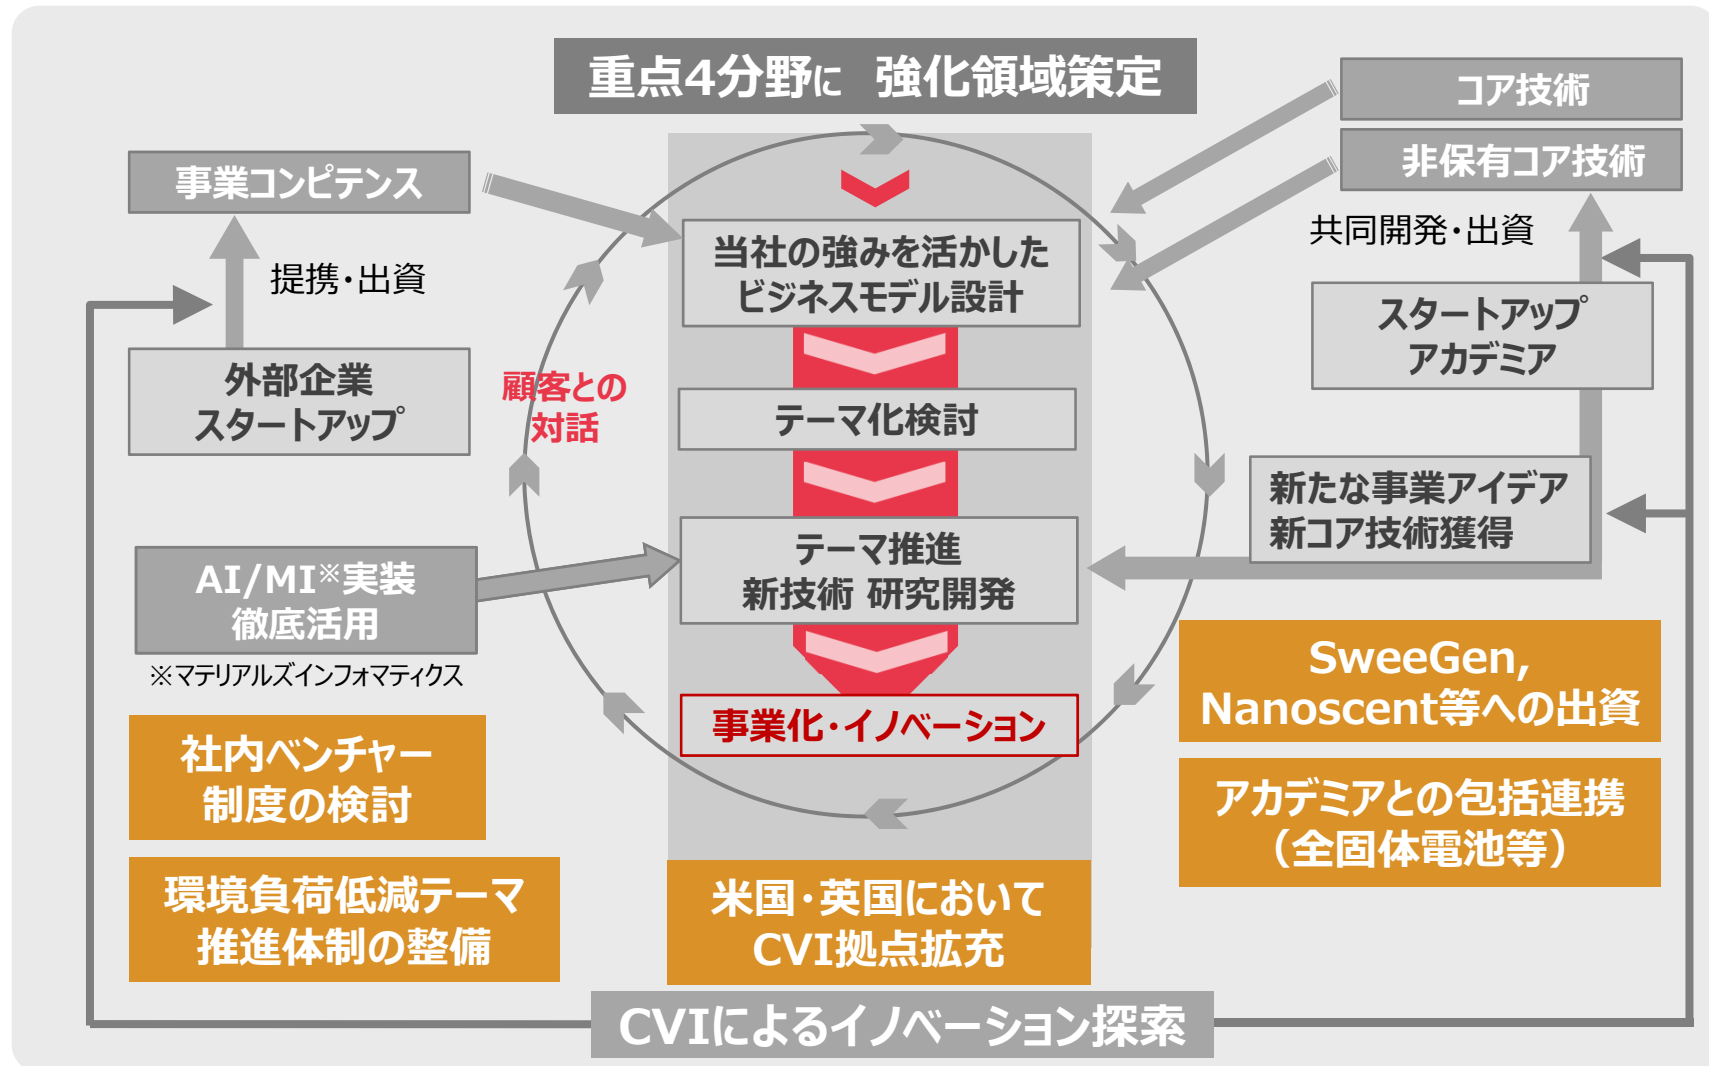 重点4分野に 強化領域策定
コア技術
非保有コア技術
事業コンピテンス
共同開発・出資
提携・出資
当社の強みを活かした
ビジネスモデル設計
スタートアップ
アカデミア
外部企業
スタートアップ
顧客との
対話
テーマ化検討
新たな事業アイデア
新コア技術獲得
テーマ推進
新技術 研究開発
AI/MI※実装
徹底活用
※マテリアルズインフォマティクス
事業化・イノベーション
SweeGen,
Nanoscent等への出資
社内ベンチャー
制度の検討
アカデミアとの包括連携
（全固体電池等）
環境負荷低減テーマ
推進体制の整備
米国・英国において
CVI拠点拡充
CVIによるイノベーション探索